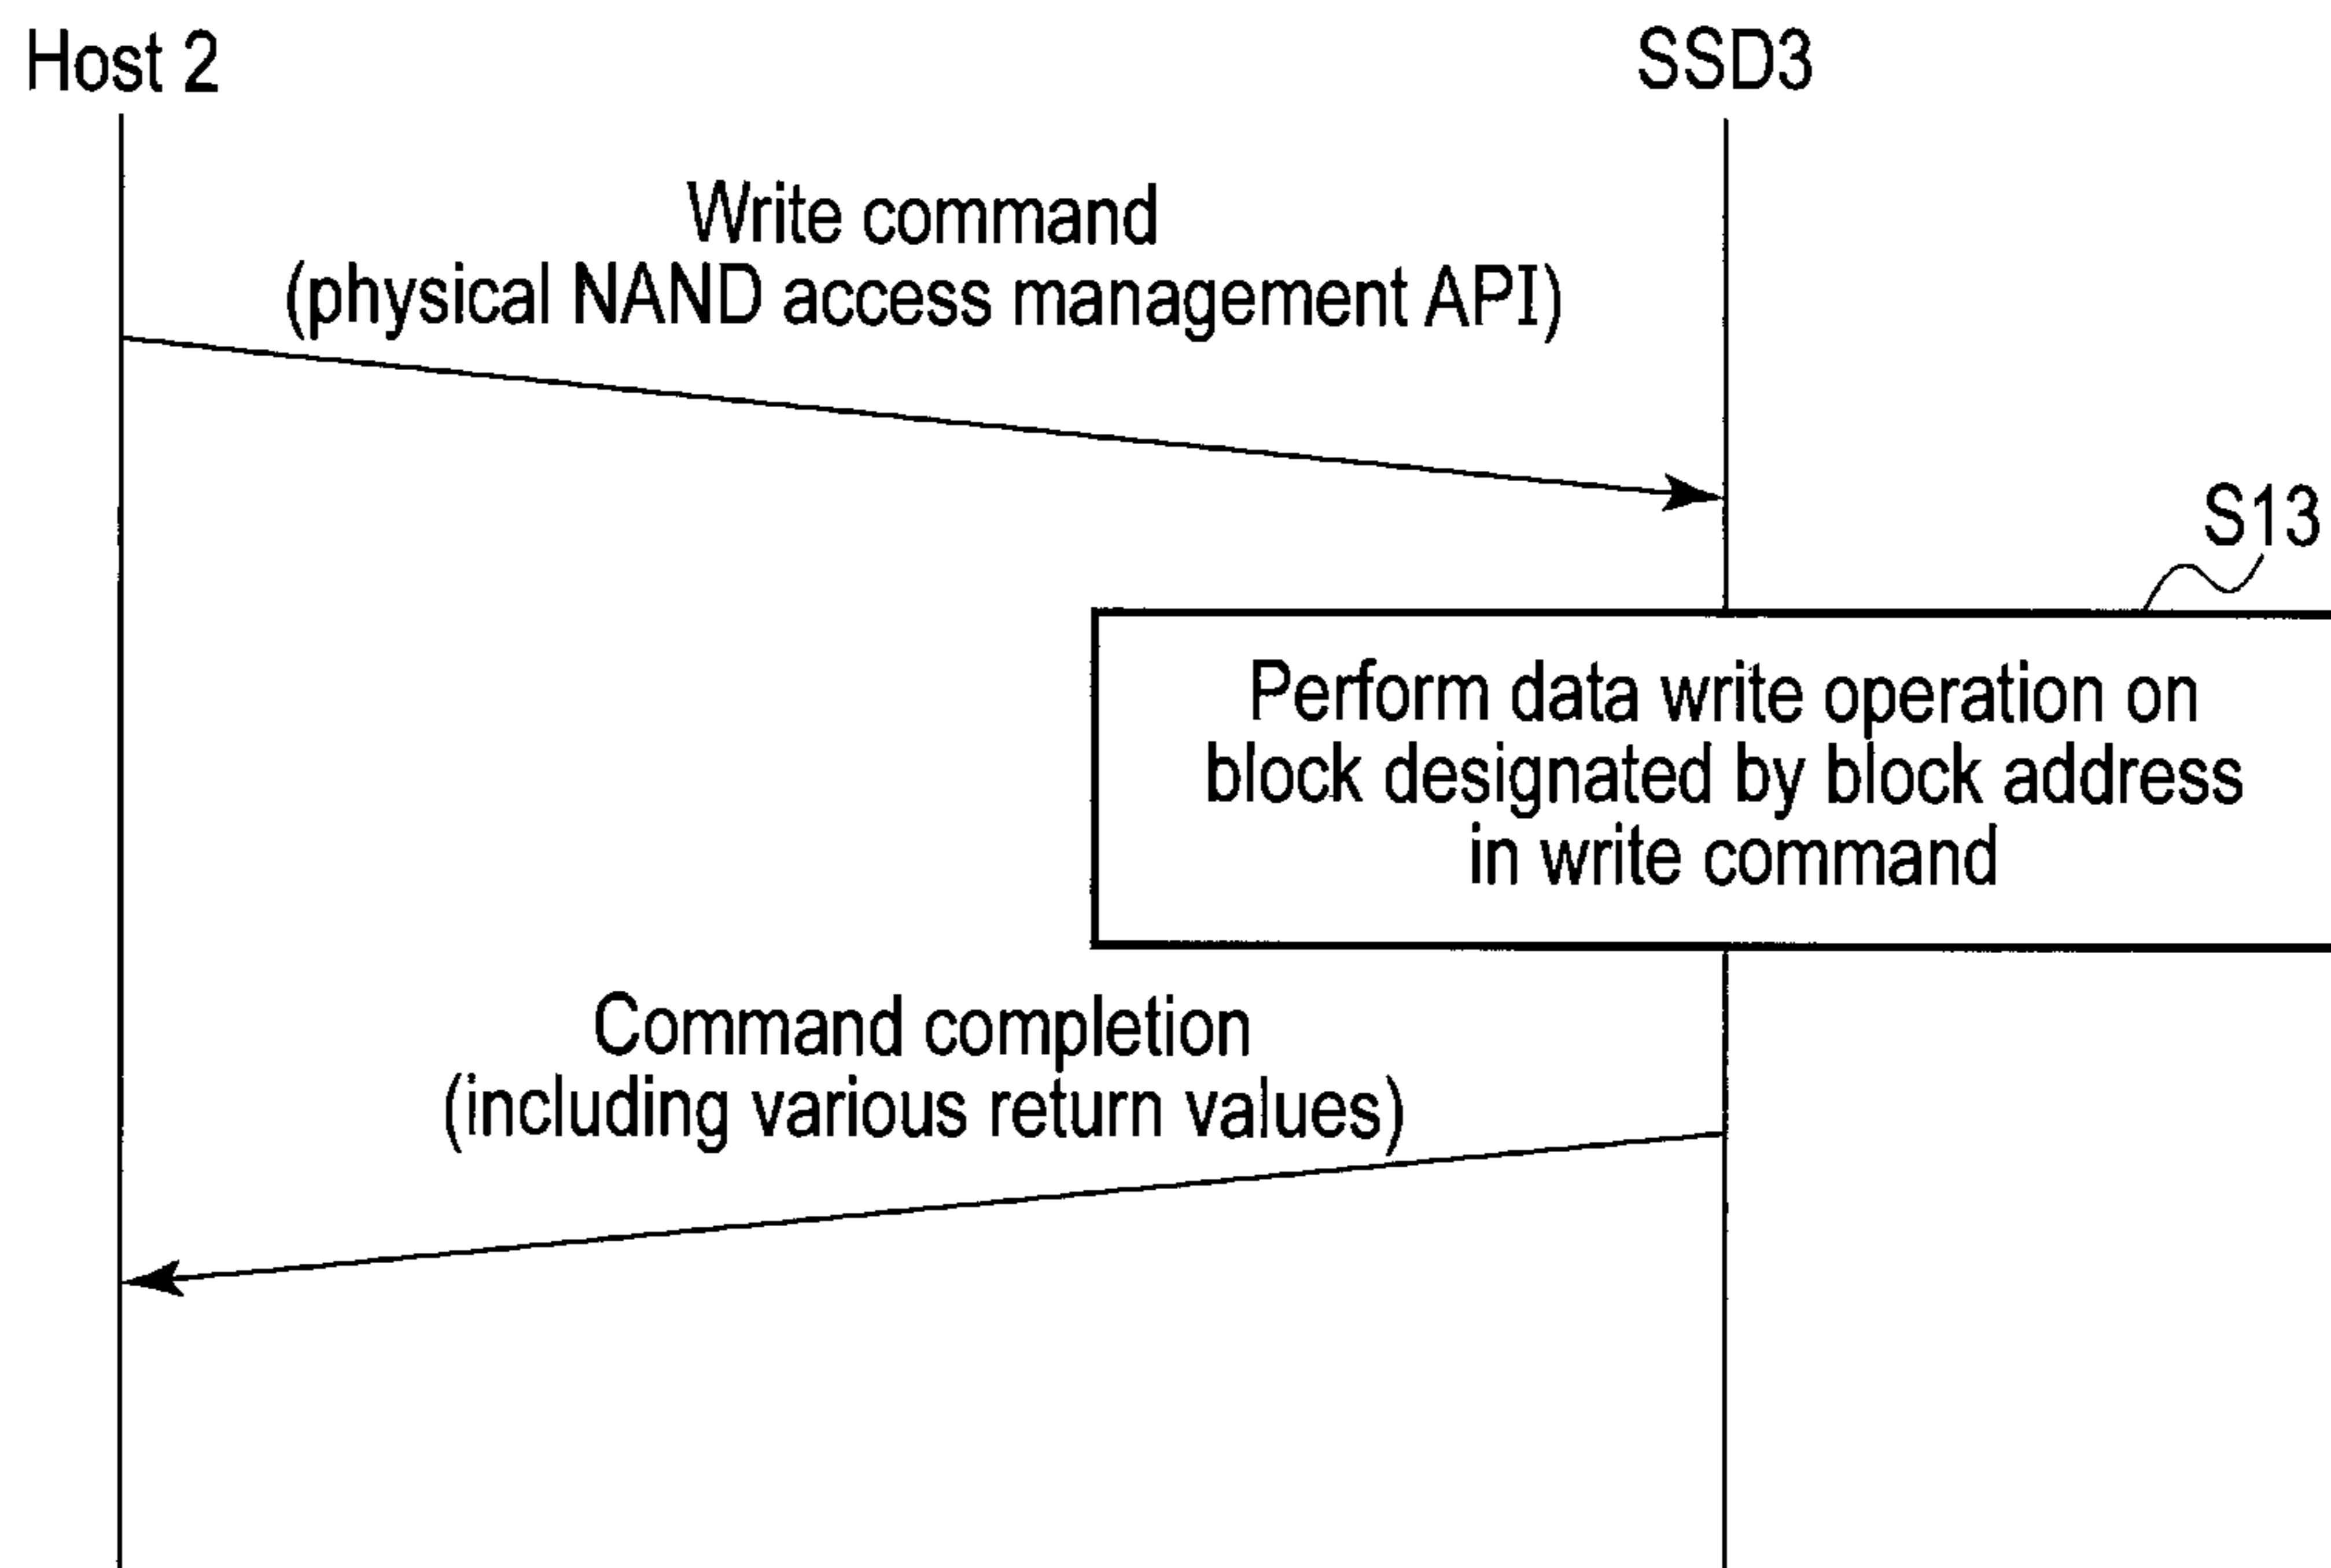 Host 2
SSD3
Write command
(physical NAND access management API)
S13
Perform data write operation on
block designated by block address
in write command
Command completion
(including various return values)